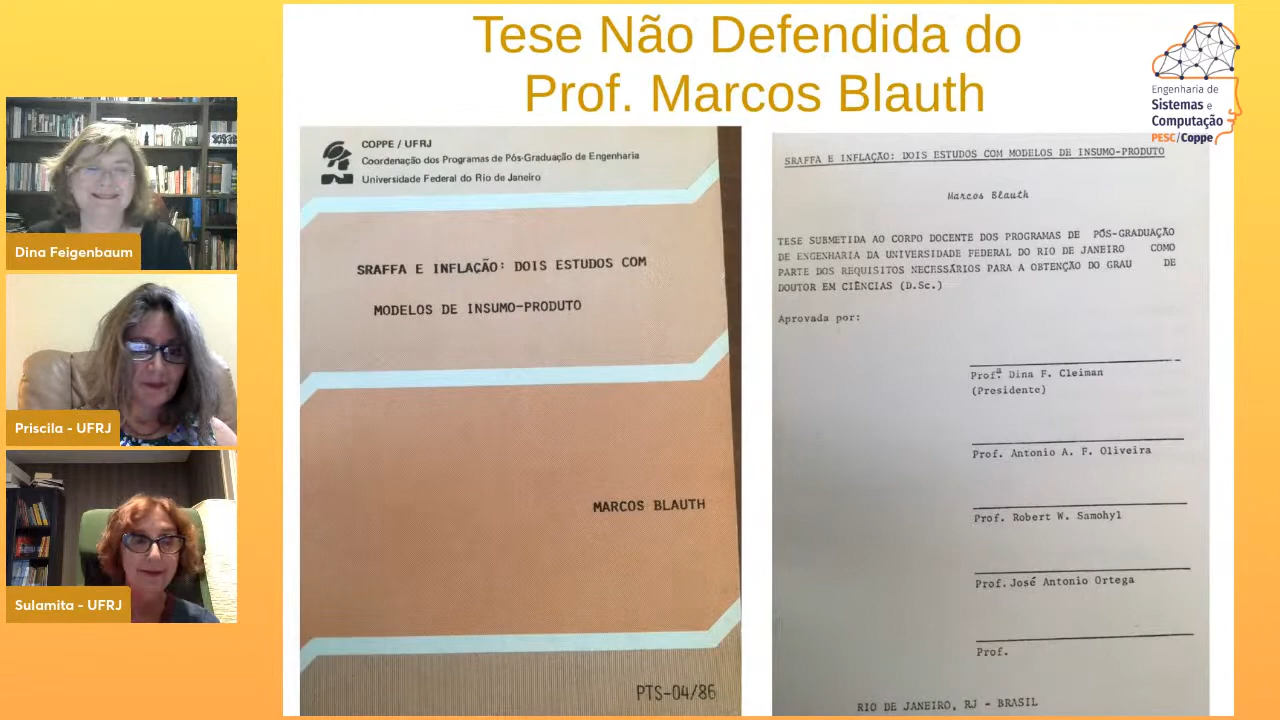 Tese Não Defendida do
Prof. Marcos Blauth
Engenharia de
Sistemas e
Computação
PESC/Coppe
Dina Feigenbaum
Priscila - UFRJ
Sulamita - UFRJ
COPPE / UFRJ
Coordenação dos Programas de Pós-Graduação de Engenharia
Universidade Federal do Rio de Janeiro
SRAFFA E INFLAÇÃO: DOIS ESTUDOS COM
MODELOS DE INSUMO-PRODUTO
MARCOS BLAUTH
PTS-04/86
SRAFFA E INFLAÇÃO: DOIS ESTUDOS COM MODELOS DE INSUMO-PRODUTO
Marcos Blauth
TESE SUBMETIDA AO CORPO DOCENTE DOS PROGRAMAS DE PÓS-GRADUAÇÃO
DE ENGENHARIA DA UNIVERSIDADE FEDERAL DO RIO DE JANEIRO COMO
PARTE DOS REQUISITOS NECESSÁRIOS PARA A OBTENÇÃO DO GRAU DE
DOUTOR EM CIÊNCIAS (D.Sc.)
Aprovada por:
Profª Dina F. Cleiman
(Presidente)
Prof. Antonio A. F. Oliveira
Prof. Robert W. Samohyl
Prof. José Antonio Ortega
Prof.
RIO DE JANEIRO, RJ - BRASIL